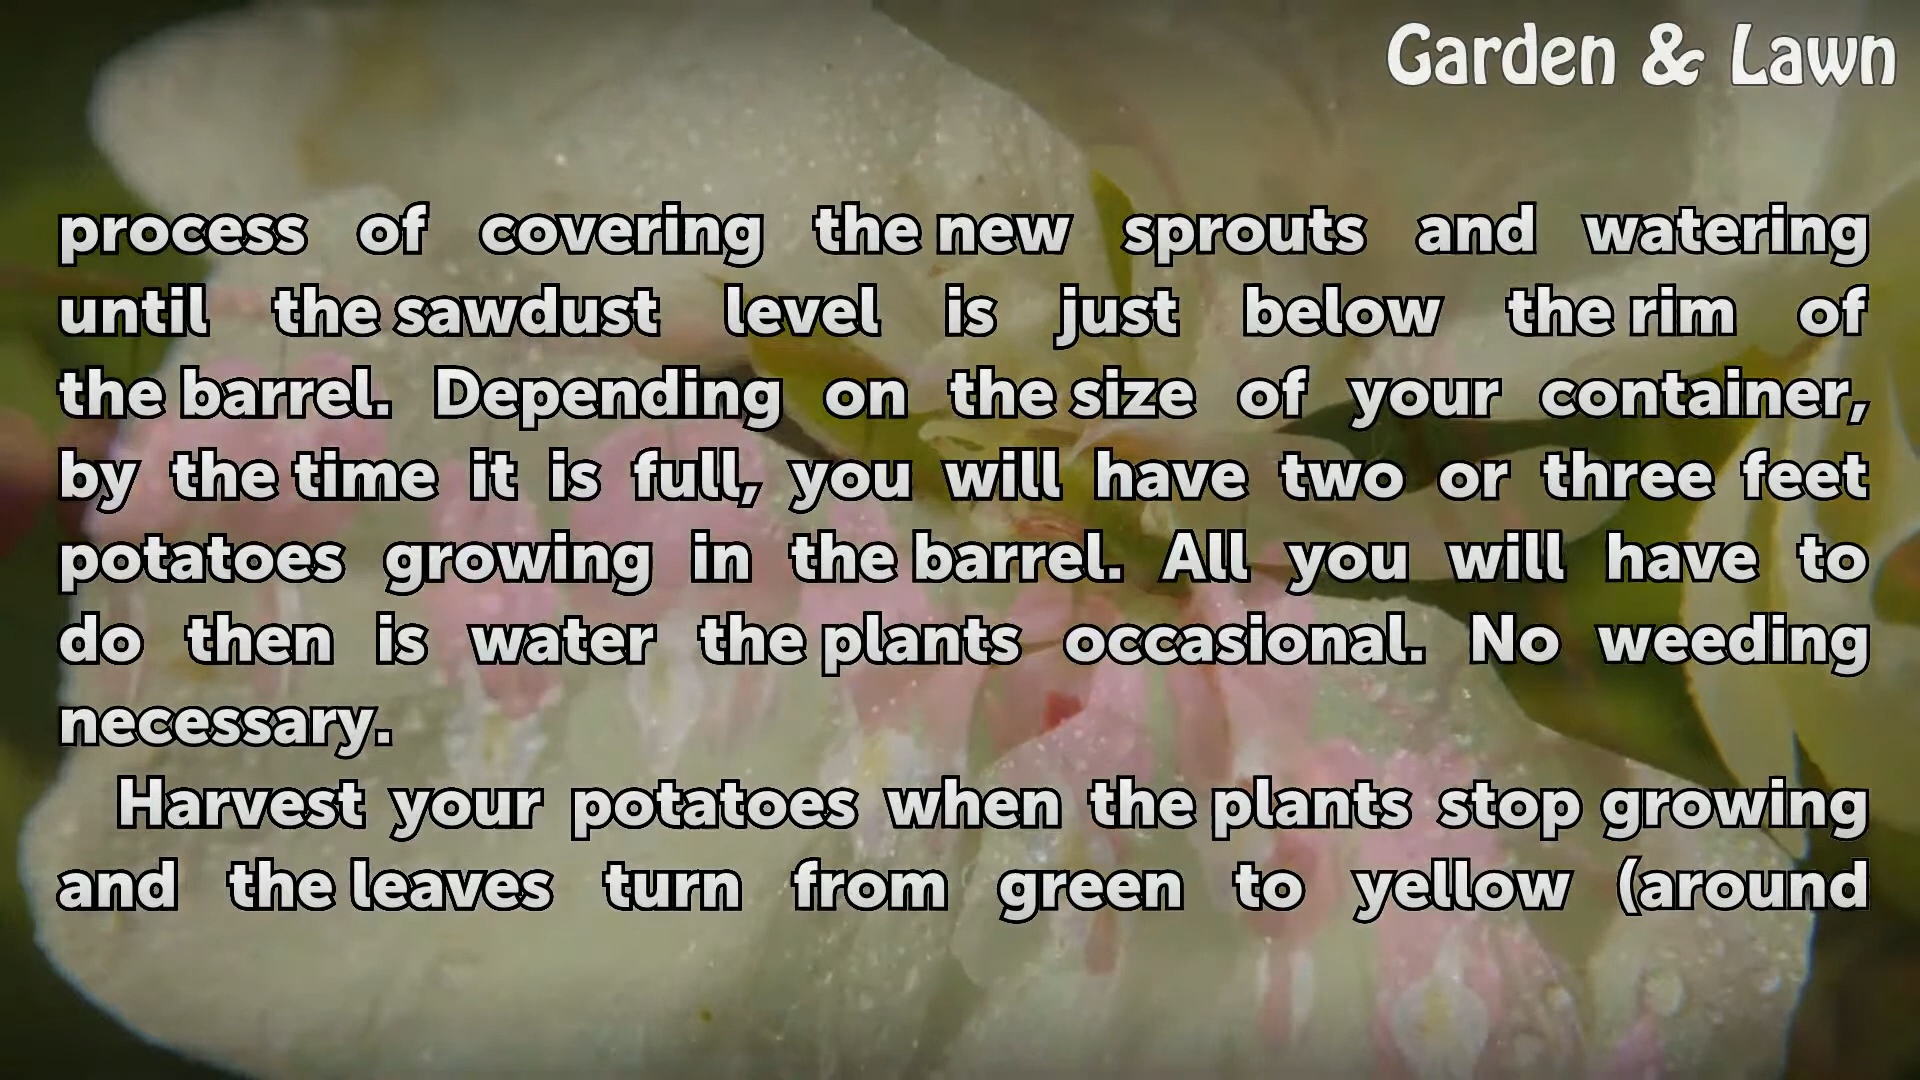 Garden & Lawn
process of covering the new sprouts and watering
until the sawdust level is just below the rim of
the barrel. Depending on the size of your container,
by the time it is full, you will have two or three feet
potatoes growing in the barrel. All you will have to
do then is water the plants occasional. No weeding
necessary.
Harvest your potatoes when the plants stop growing
and the leaves turn from green to yellow (around